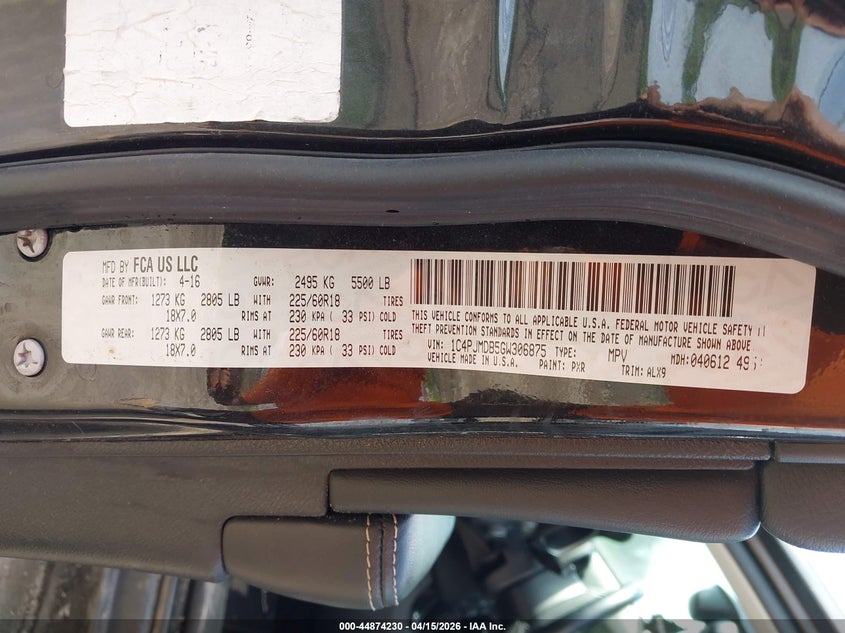 MFD BY FCA US LLC
DATE OF MFR(BUILT): 4-16 GVWR: 2495 KG 5500 LB
GAWR FRONT: 1273 KG 2805 LB WITH 225/60R18 TIRES
18X7.0 RIMS AT 230 KPA ( 33 PSI) COLD
GAWR REAR: 1273 KG 2805 LB WITH 225/60R18 TIRES
18X7.0 RIMS AT 230 KPA ( 33 PSI) COLD
THIS VEHICLE CONFORMS TO ALL APPLICABLE U.S.A. FEDERAL MOTOR VEHICLE SAFETY
THEFT PREVENTION STANDARDS IN EFFECT ON THE DATE OF MANUFACTURE SHOWN ABOVE
VIN: 1C4PJMDB5GW306875 TYPE: MPV MDH: 040612
VEHICLE MADE IN U.S.A. PAINT: PXR TRIM: ALX9
000-44874230 - 04/15/2026 - IAA Inc.